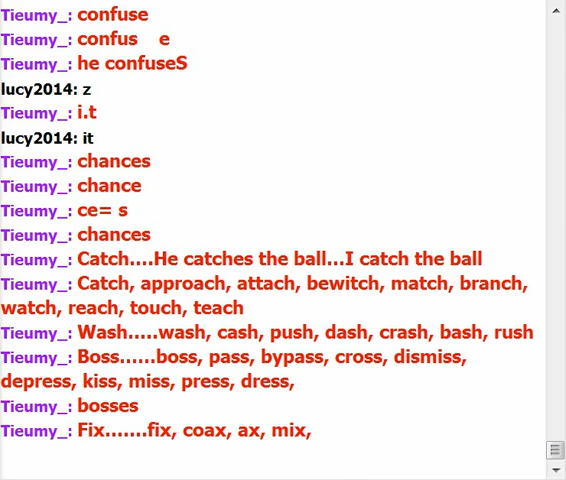 Tieumy_: confuse
Tieumy_: confus e
Tieumy_: he confuseS
lucy2014: z
Tieumy_: i.t
lucy2014: it
Tieumy_: chances
Tieumy_: chance
Tieumy_: ce= s
Tieumy_: chances
Tieumy_: Catch....He catches the ball...I catch the ball
Tieumy_: Catch, approach, attach, bewitch, match, branch,
watch, reach, touch, teach
Tieumy_: Wash.....wash, cash, push, dash, crash, bash, rush
Tieumy_: Boss......boss, pass, bypass, cross, dismiss,
depress, kiss, miss, press, dress,
Tieumy_: bosses
Tieumy_: Fix.......fix, coax, ax, mix,